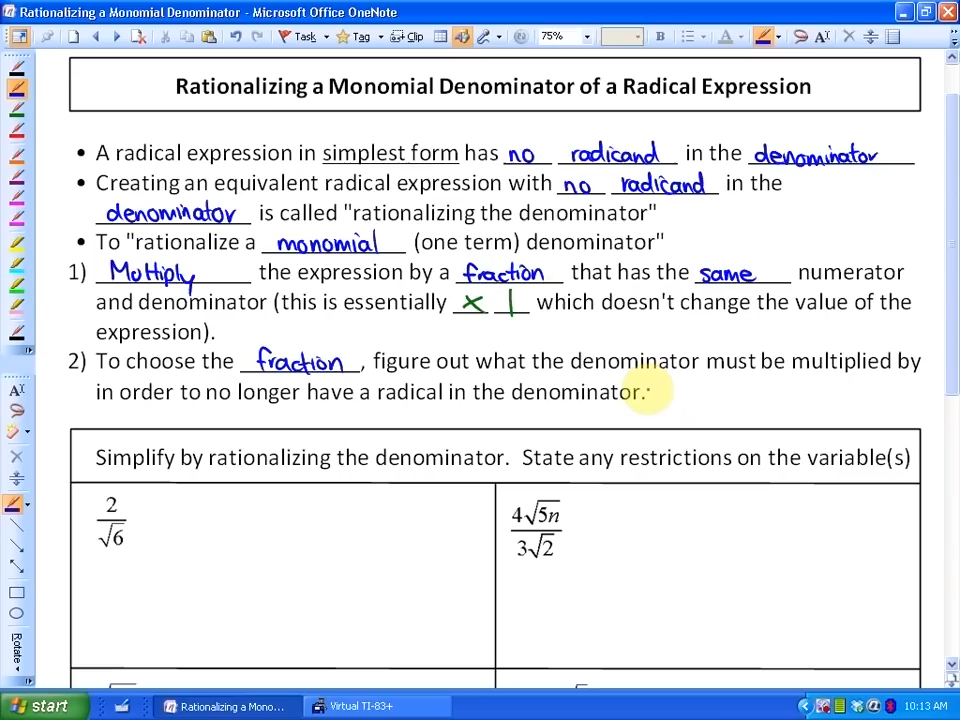 Rationalizing a Monomial Denominator - Microsoft Office OneNote
Task Tag Clip 75% B A
Rationalizing a Monomial Denominator of a Radical Expression
• A radical expression in simplest form has no radicand in the denominator
• Creating an equivalent radical expression with no radicand in the
denominator is called "rationalizing the denominator"
• To "rationalize a monomial (one term) denominator"
1) Multiply the expression by a fraction that has the same numerator
and denominator (this is essentially × 1 which doesn't change the value of the
expression).
2) To choose the fraction, figure out what the denominator must be multiplied by
in order to no longer have a radical in the denominator.
Simplify by rationalizing the denominator. State any restrictions on the variable(s)
2 4√5n
√6 3√2
Rotate
start Rationalizing a Mono... Virtual TI-83+ 10:13 AM